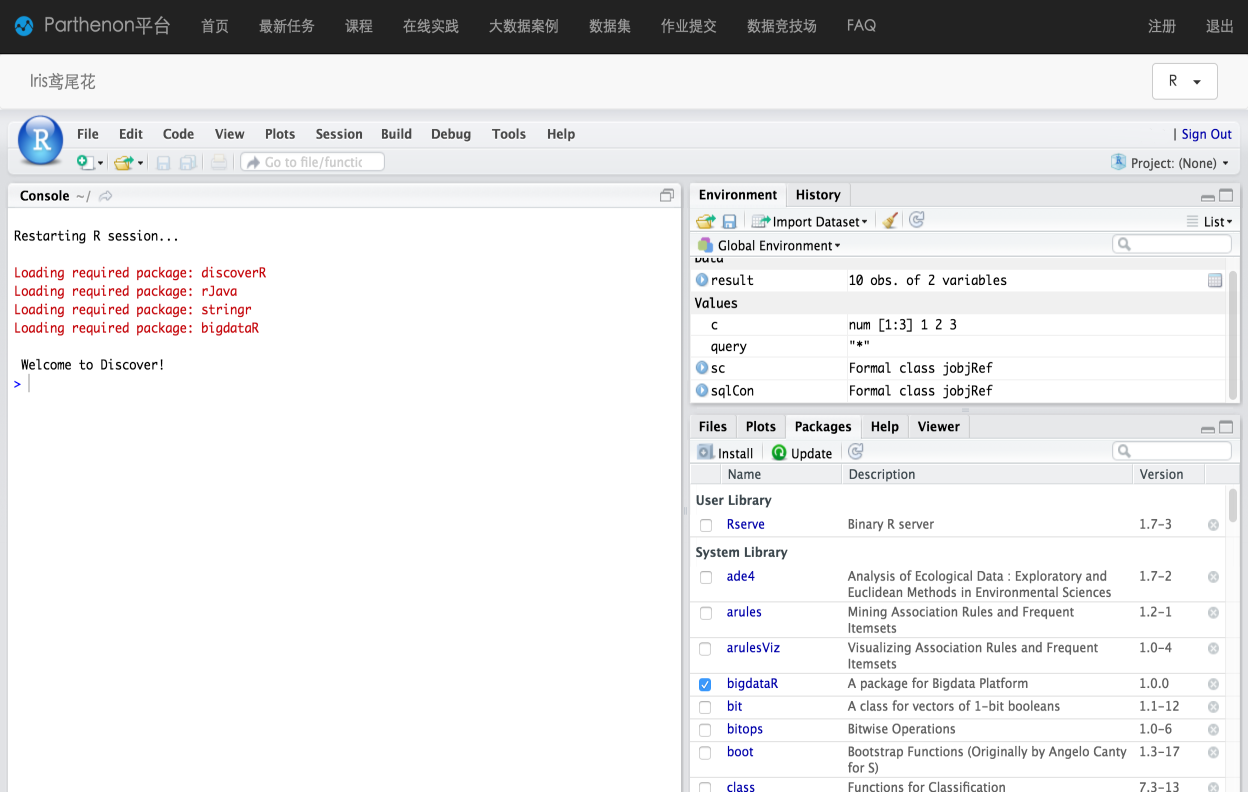 Parthenon平台 首页 最新任务 课程 在线实践 大数据案例 数据集 作业提交 数据竞技场 FAQ 注册 退出
Iris鸢尾花 R
R File Edit Code View Plots Session Build Debug Tools Help | Sign Out
Go to file/functic Project: (None)
Console ~/
Restarting R session...
Loading required package: discoverR
Loading required package: rJava
Loading required package: stringr
Loading required package: bigdataR
Welcome to Discover!
>
Environment History
Import Dataset List
Global Environment
Data
result 10 obs. of 2 variables
Values
c num [1:3] 1 2 3
query "*"
sc Formal class jobjRef
sqlCon Formal class jobjRef
Files Plots Packages Help Viewer
Install Update
Name Description Version
User Library
Rserve Binary R server 1.7-3
System Library
ade4 Analysis of Ecological Data : Exploratory and 1.7-2
Euclidean Methods in Environmental Sciences
arules Mining Association Rules and Frequent 1.2-1
Itemsets
arulesViz Visualizing Association Rules and Frequent 1.0-4
Itemsets
bigdataR A package for Bigdata Platform 1.0.0
bit A class for vectors of 1-bit booleans 1.1-12
bitops Bitwise Operations 1.0-6
boot Bootstrap Functions (Originally by Angelo Canty 1.3-17
for S)
class Functions for Classification 7.3-13